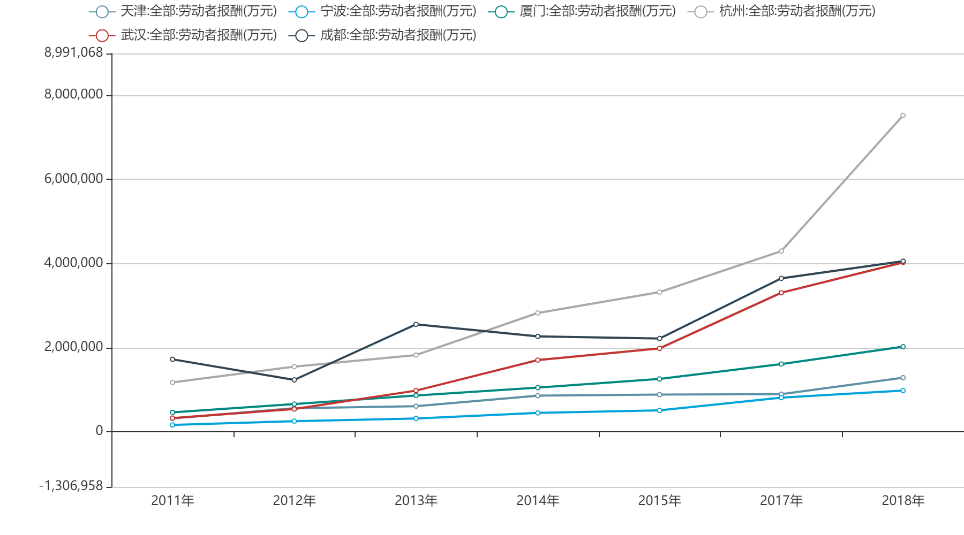 天津:全部:劳动者报酬(万元) 宁波:全部:劳动者报酬(万元) 厦门:全部:劳动者报酬(万元) 杭州:全部:劳动者报酬(万元)
武汉:全部:劳动者报酬(万元) 成都:全部:劳动者报酬(万元)
8,991,068
8,000,000
6,000,000
4,000,000
2,000,000
0
-1,306,958
2011年 2012年 2013年 2014年 2015年 2017年 2018年